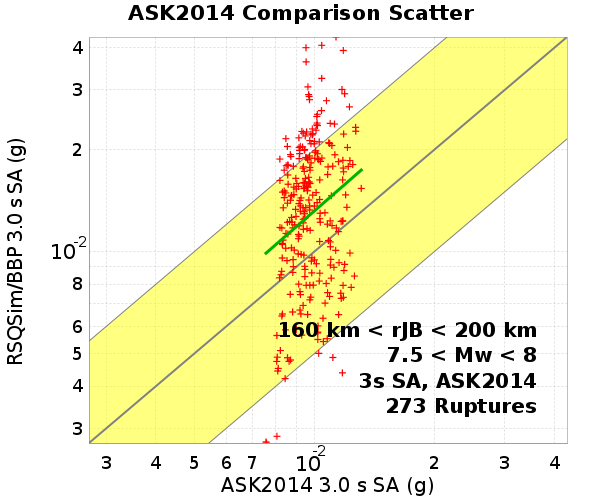 ASK2014 Comparison Scatter
RSQSim/BBP 3.0 s SA (g)
4
3
2
10-2
8
6
5
4
3
160 km < rJB < 200 km
7.5 < Mw < 8
3s SA, ASK2014
273 Ruptures
3 4 5 6 7 10-2 2 3 4
ASK2014 3.0 s SA (g)